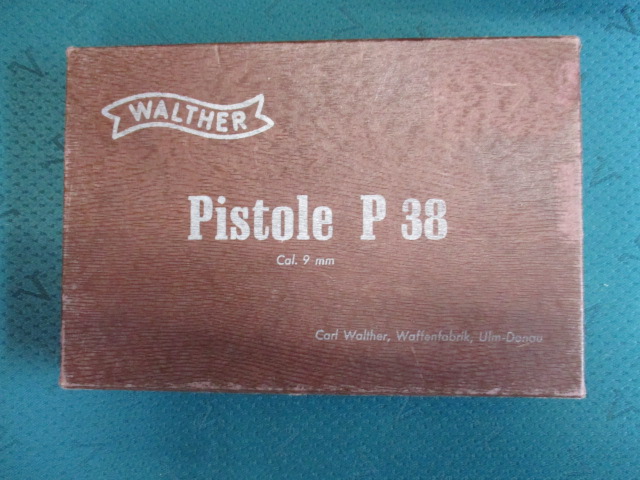 WALTHER
Pistole P 38
Cal. 9 mm
Carl Walther, Waffenfabrik, Ulm-Donau